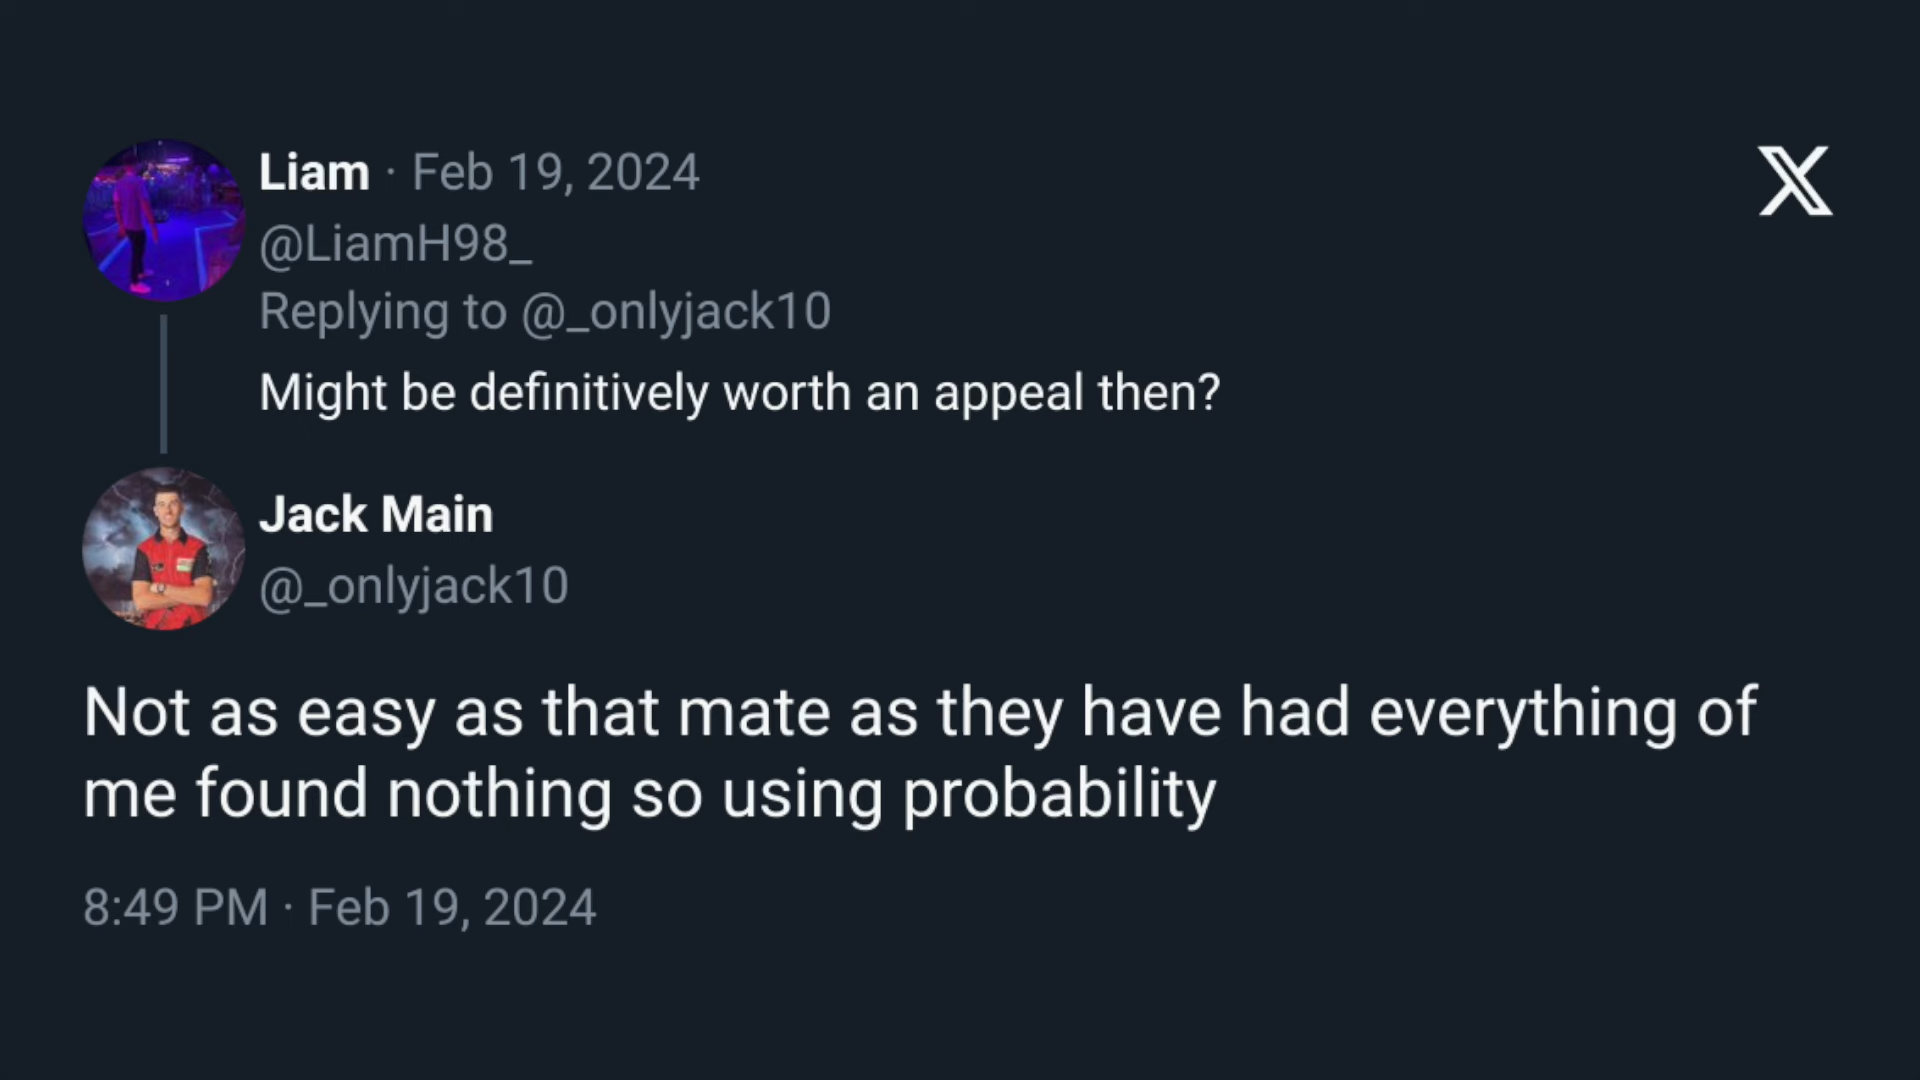 Liam · Feb 19, 2024
@LiamH98_
Replying to @_onlyjack10
Might be definitively worth an appeal then?
Jack Main
@_onlyjack10
Not as easy as that mate as they have had everything of
me found nothing so using probability
8:49 PM · Feb 19, 2024